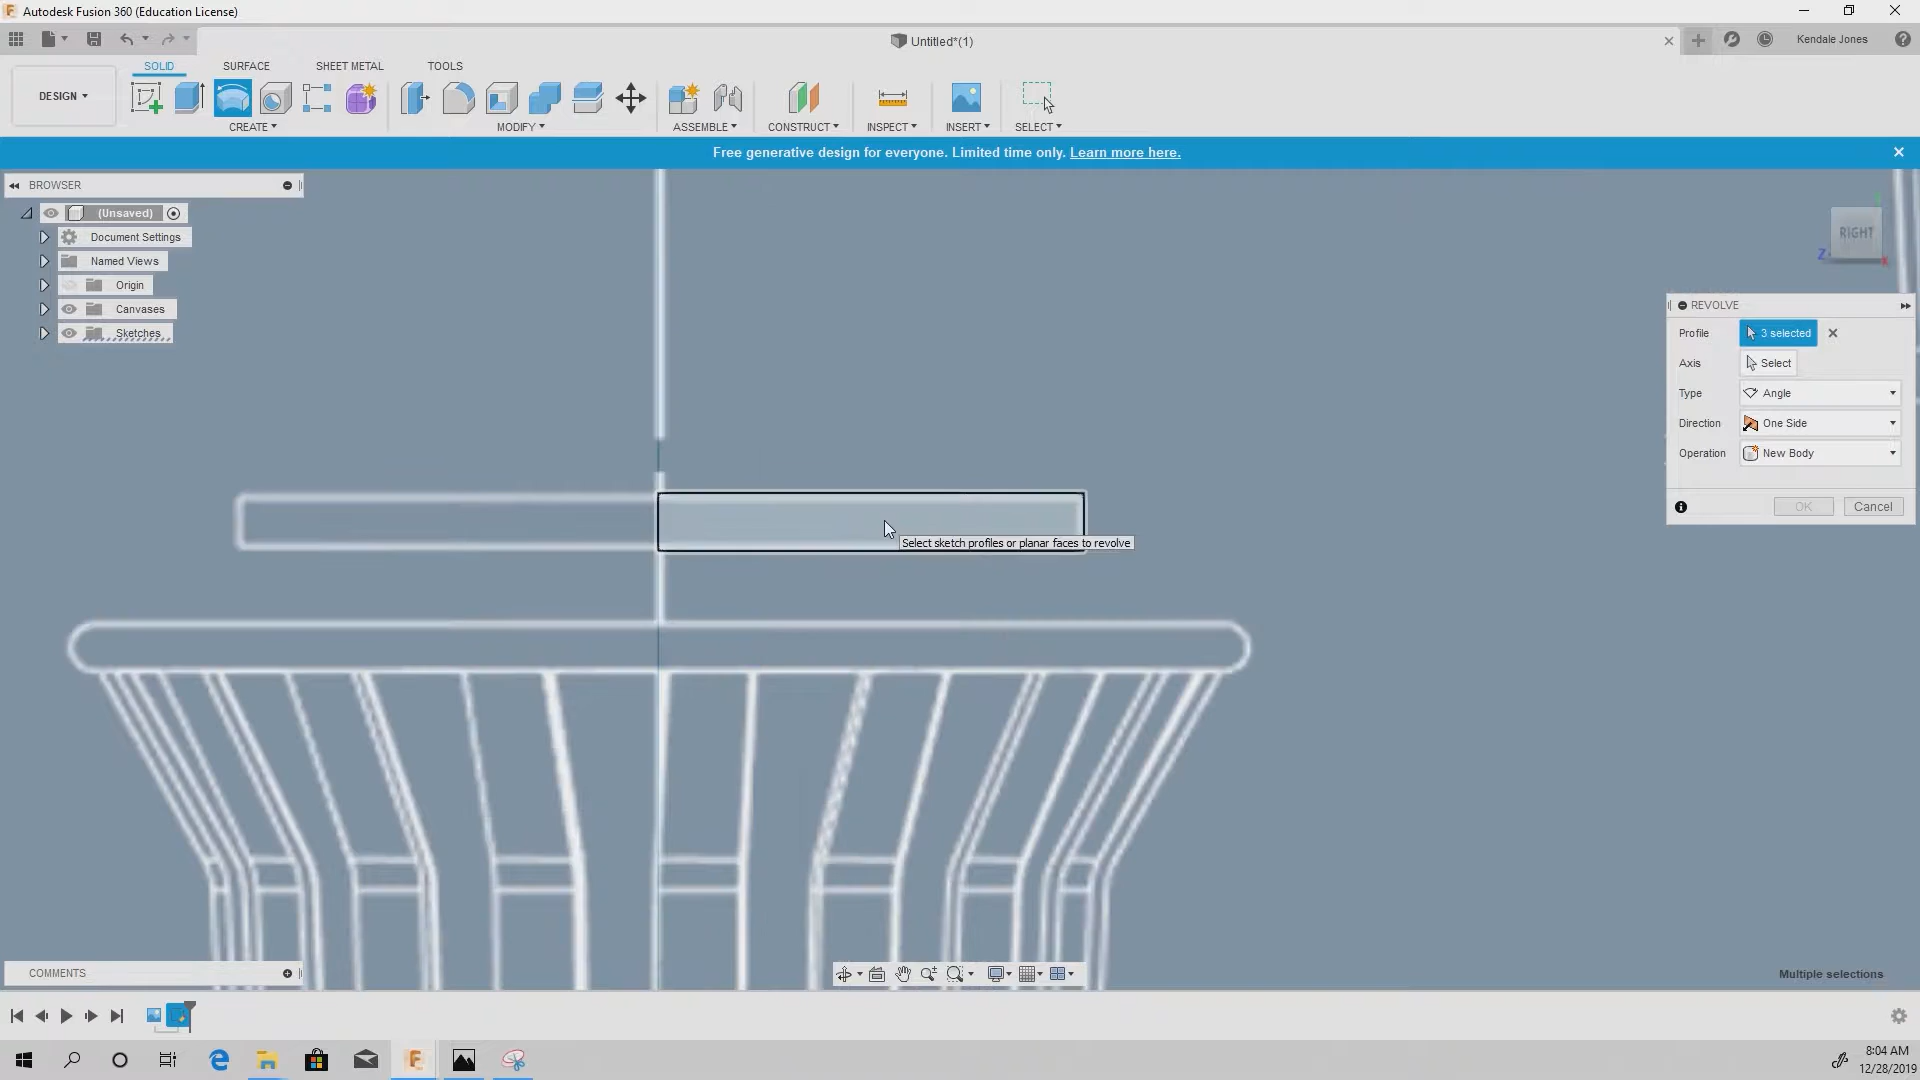 Autodesk Fusion 360 (Education License)
Untitled*(1)
Kendale Jones
SOLID SURFACE SHEET METAL TOOLS
DESIGN
CREATE MODIFY ASSEMBLE CONSTRUCT INSPECT INSERT SELECT
Free generative design for everyone. Limited time only. Learn more here.
BROWSER
(Unsaved)
Document Settings
Named Views
Origin
Canvases
Sketches
RIGHT
Z
X
REVOLVE
Profile 3 selected
Axis Select
Type Angle
Direction One Side
Operation New Body
OK Cancel
Select sketch profiles or planar faces to revolve
COMMENTS
Multiple selections
8:04 AM
12/28/2019